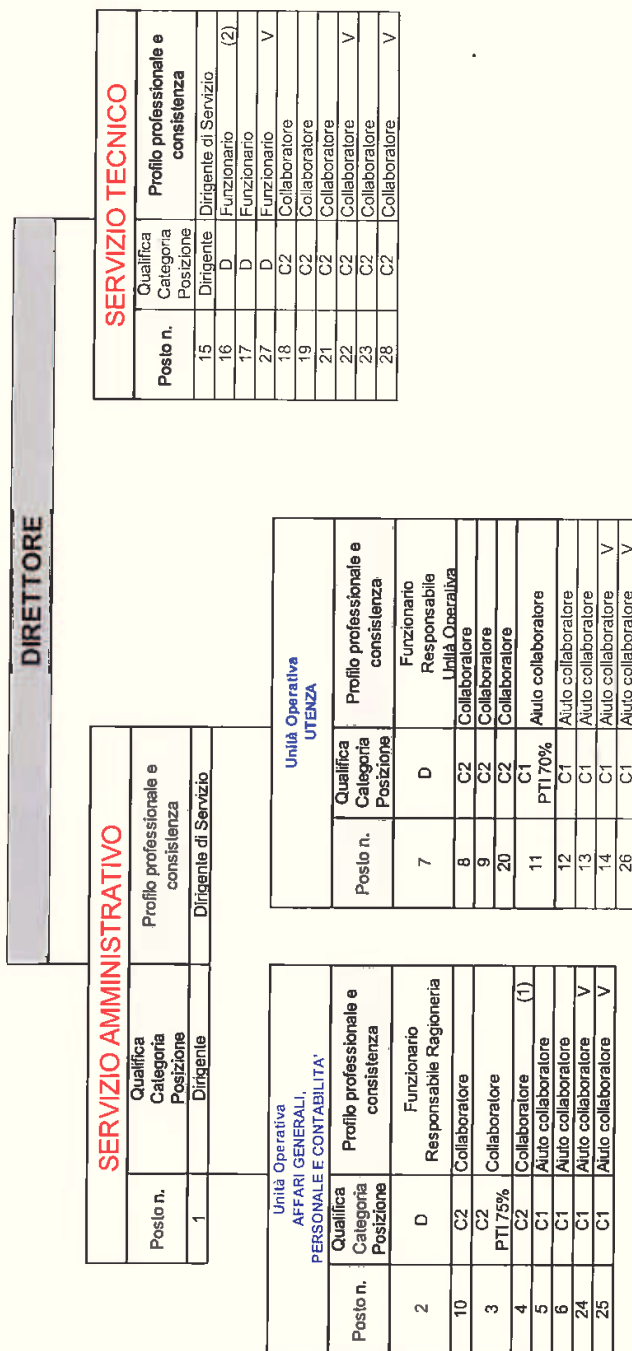 DIRETTORE
SERVIZIO AMMINISTRATIVO
Posto n. Qualifica Categoria Posizione Profilo professionale e consistenza
1 Dirigente Dirigente di Servizio
Unità Operativa
AFFARI GENERALI,
PERSONALE E CONTABILITA'
Posto n. Qualifica Categoria Posizione Profilo professionale e consistenza
2 D Funzionario Responsabile Ragioneria
10 C2 Collaboratore
3 C2 PTI 75% Collaboratore
4 C2 Collaboratore (1)
5 C1 Aiuto collaboratore
6 C1 Aiuto collaboratore
24 C1 Aiuto collaboratore V
25 C1 Aiuto collaboratore V
Unità Operativa
UTENZA
Posto n. Qualifica Categoria Posizione Profilo professionale e consistenza
7 D Funzionario Responsabile Unità Operativa
8 C2 Collaboratore
9 C2 Collaboratore
20 C2 Collaboratore
11 C1 PTI 70% Aiuto collaboratore
12 C1 Aiuto collaboratore
13 C1 Aiuto collaboratore
14 C1 Aiuto collaboratore V
26 C1 Aiuto collaboratore V
SERVIZIO TECNICO
Posto n. Qualifica Categoria Posizione Profilo professionale e consistenza
15 Dirigente Dirigente di Servizio
16 D Funzionario (2)
17 D Funzionario
27 D Funzionario V
18 C2 Collaboratore
19 C2 Collaboratore
21 C2 Collaboratore
22 C2 Collaboratore V
23 C2 Collaboratore
28 C2 Collaboratore V